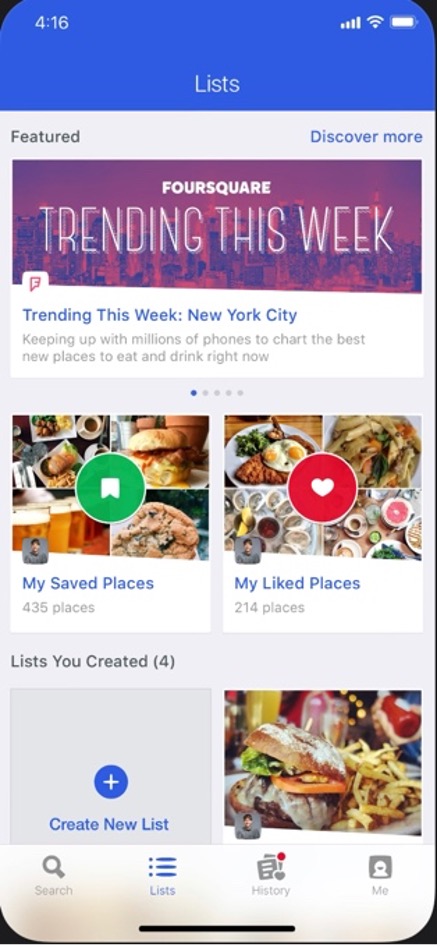 4:16
Lists
Featured
Discover more
FOURSQUARE
TRENDING THIS WEEK
Trending This Week: New York City
Keeping up with millions of phones to chart the best
new places to eat and drink right now
My Saved Places
435 places
My Liked Places
214 places
Lists You Created (4)
Create New List
Search
Lists
History
Me